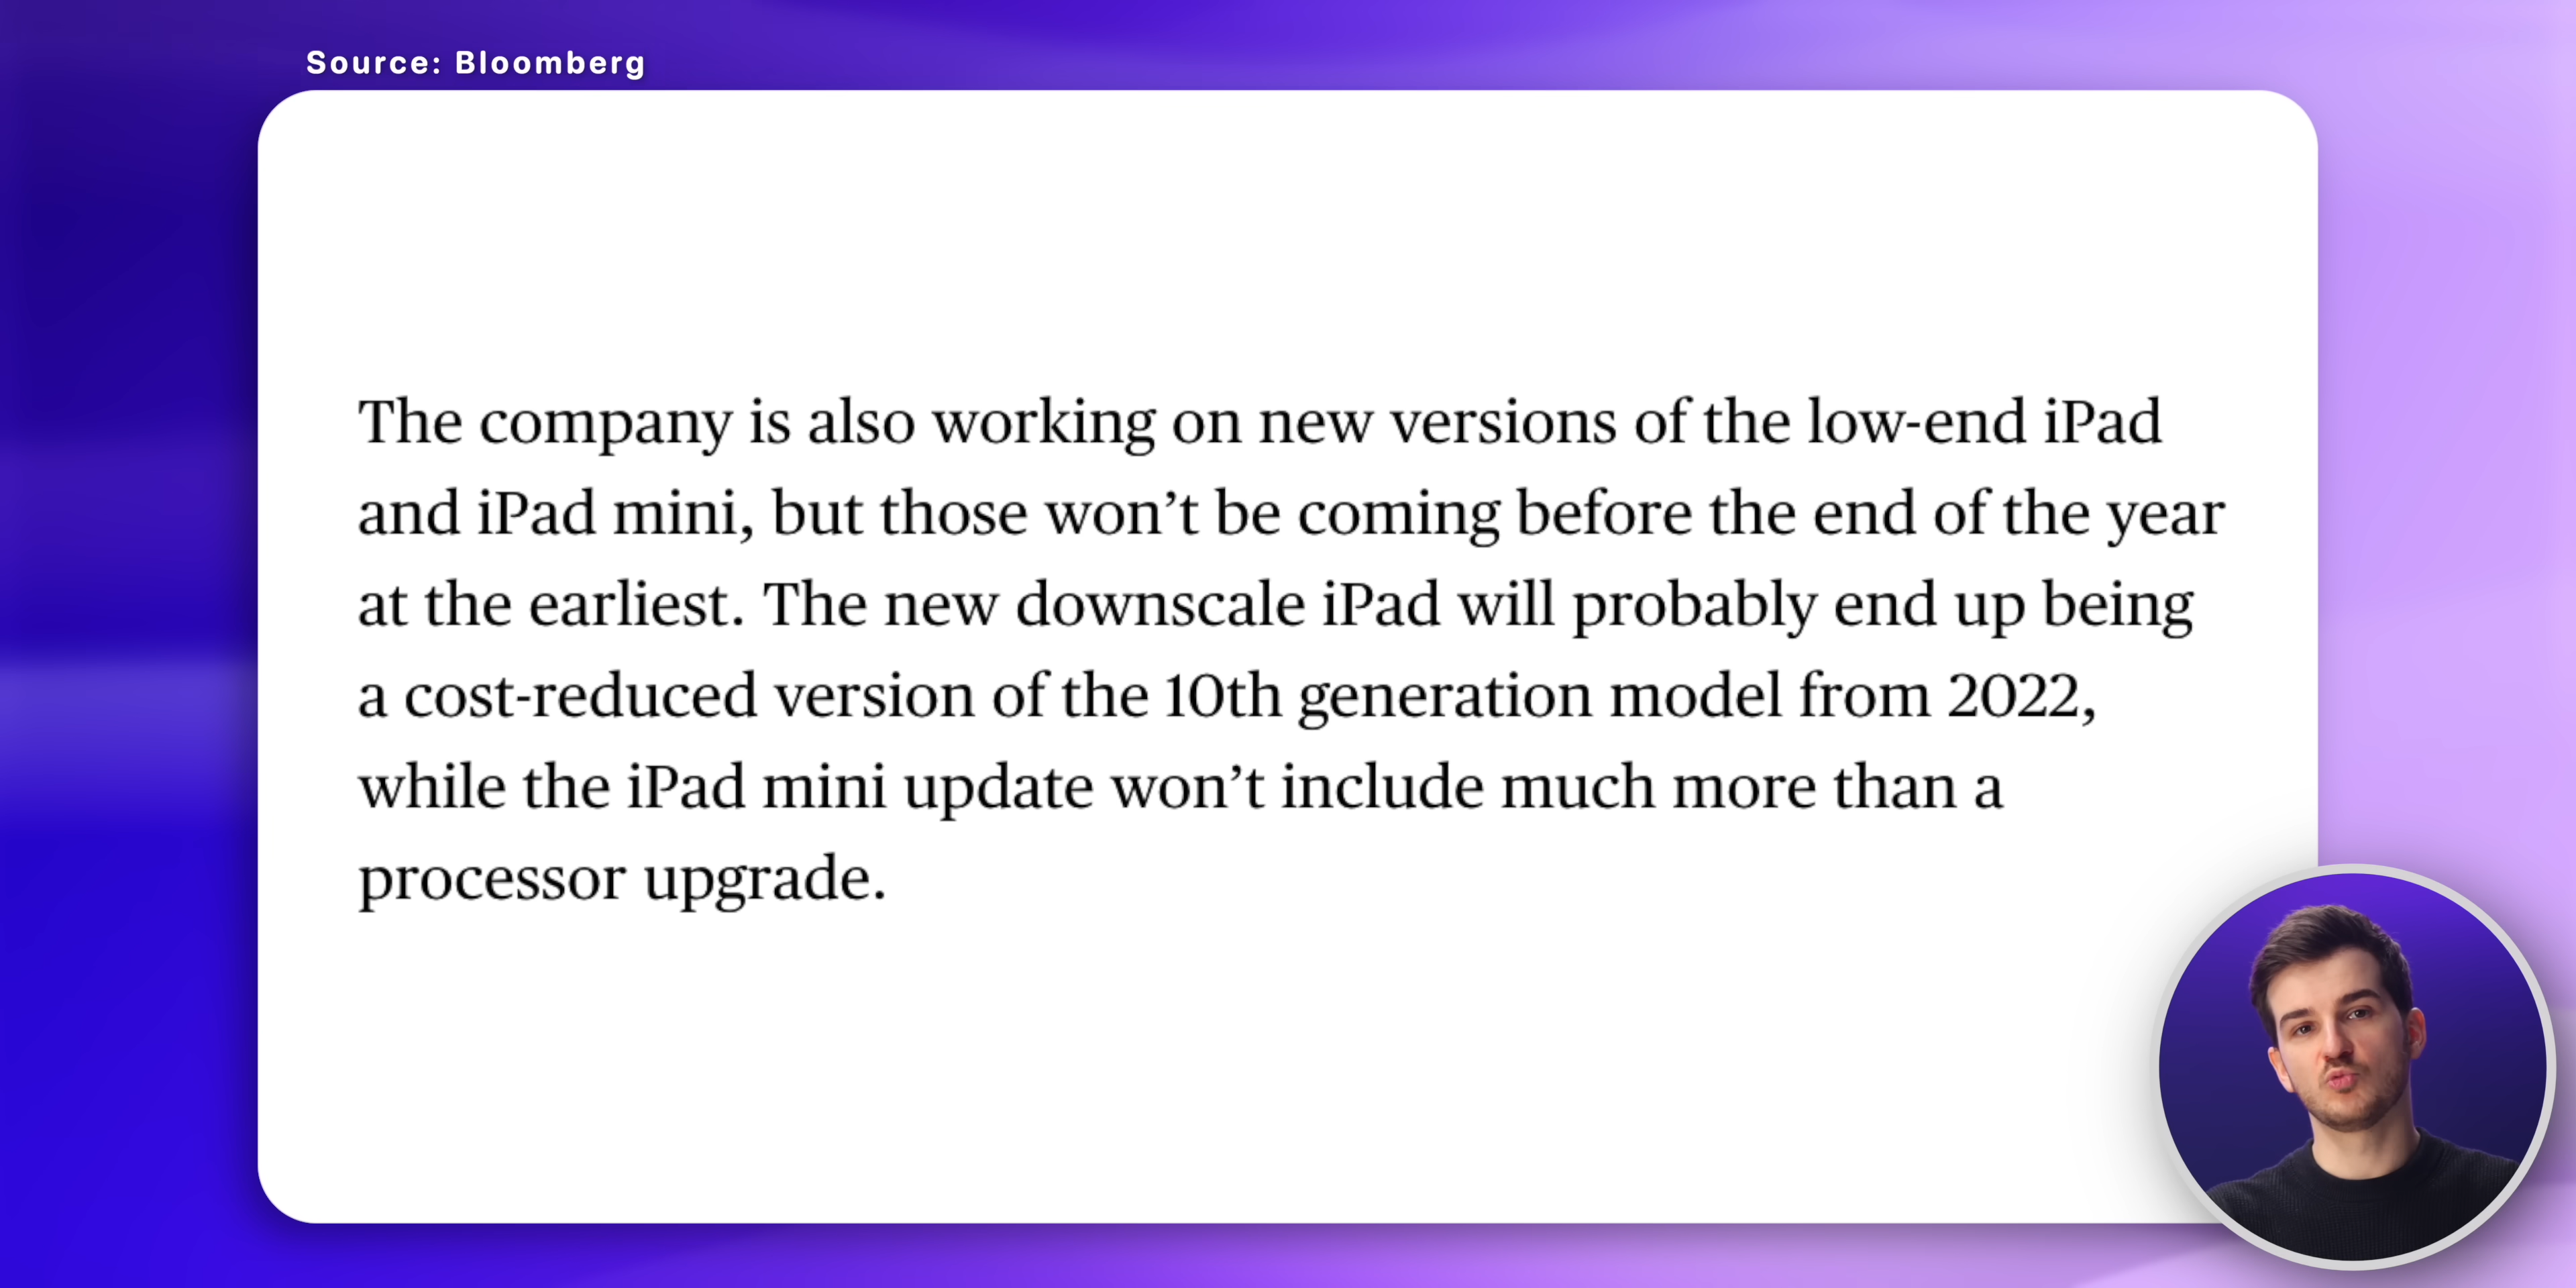 Source: Bloomberg
The company is also working on new versions of the low-end iPad
and iPad mini, but those won’t be coming before the end of the year
at the earliest. The new downscale iPad will probably end up being
a cost-reduced version of the 10th generation model from 2022,
while the iPad mini update won’t include much more than a
processor upgrade.